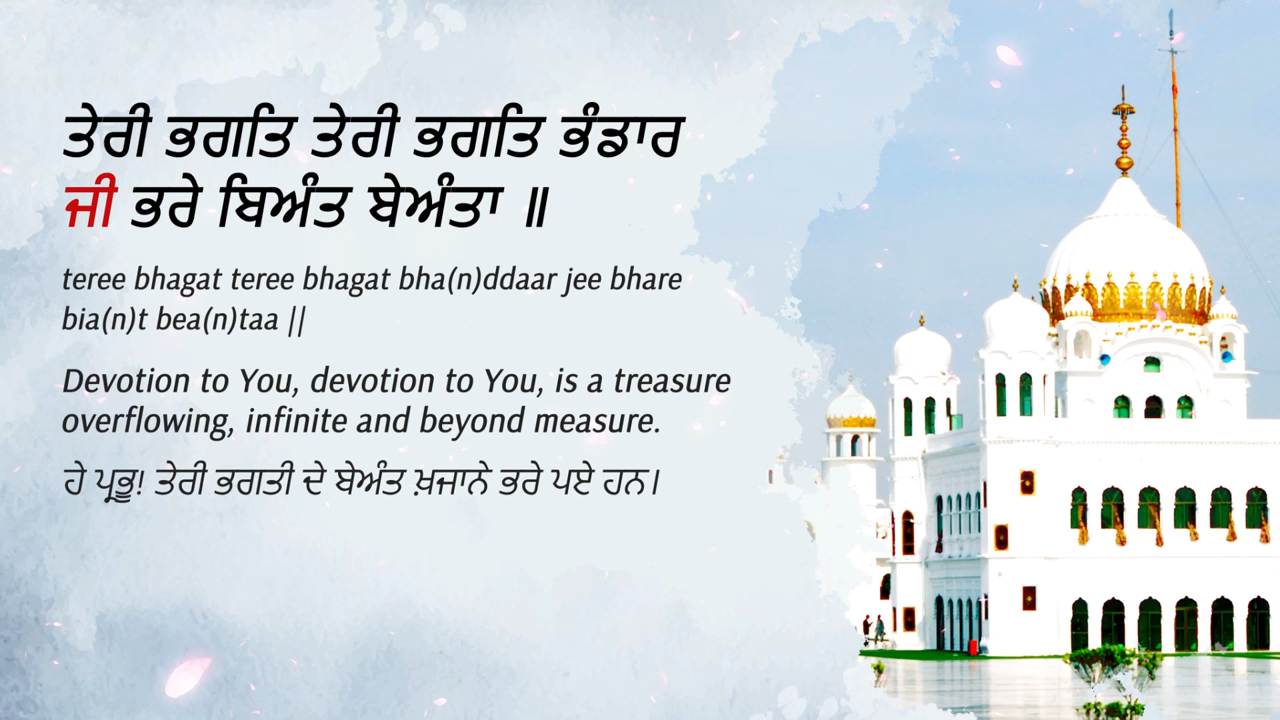 ਤੇਰੀ ਭਗਤਿ ਤੇਰੀ ਭਗਤਿ ਭੰਡਾਰ
ਜੀ ਭਰੇ ਬਿਅੰਤ ਬੇਅੰਤਾ ॥
teree bhagat teree bhagat bha(n)ddaar jee bhare
bia(n)t bea(n)taa ||
Devotion to You, devotion to You, is a treasure
overflowing, infinite and beyond measure.
ਹੇ ਪ੍ਰਭੂ! ਤੇਰੀ ਭਗਤੀ ਦੇ ਬੇਅੰਤ ਖ਼ਜਾਨੇ ਭਰੇ ਪਏ ਹਨ।